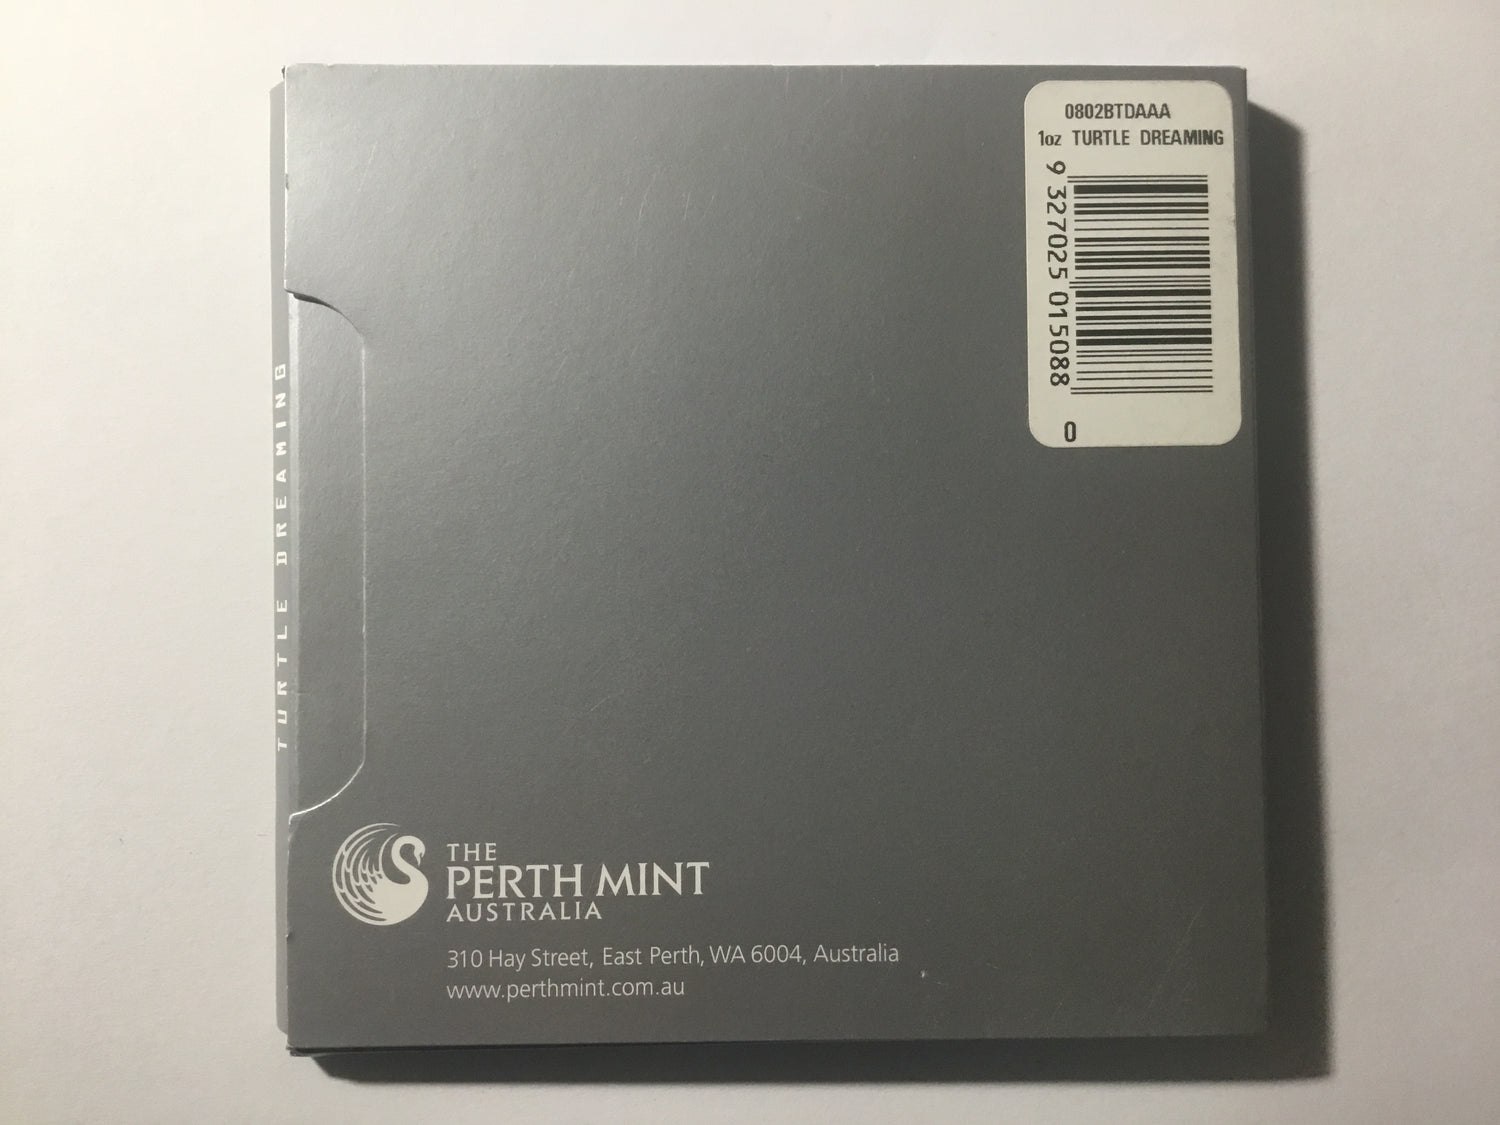 0802BTDAAA
1oz TURTLE DREAMING
9 327025 015088
0
TURTLE DREAMING
THE
PERTH MINT
AUSTRALIA
310 Hay Street, East Perth, WA 6004, Australia
www.perthmint.com.au